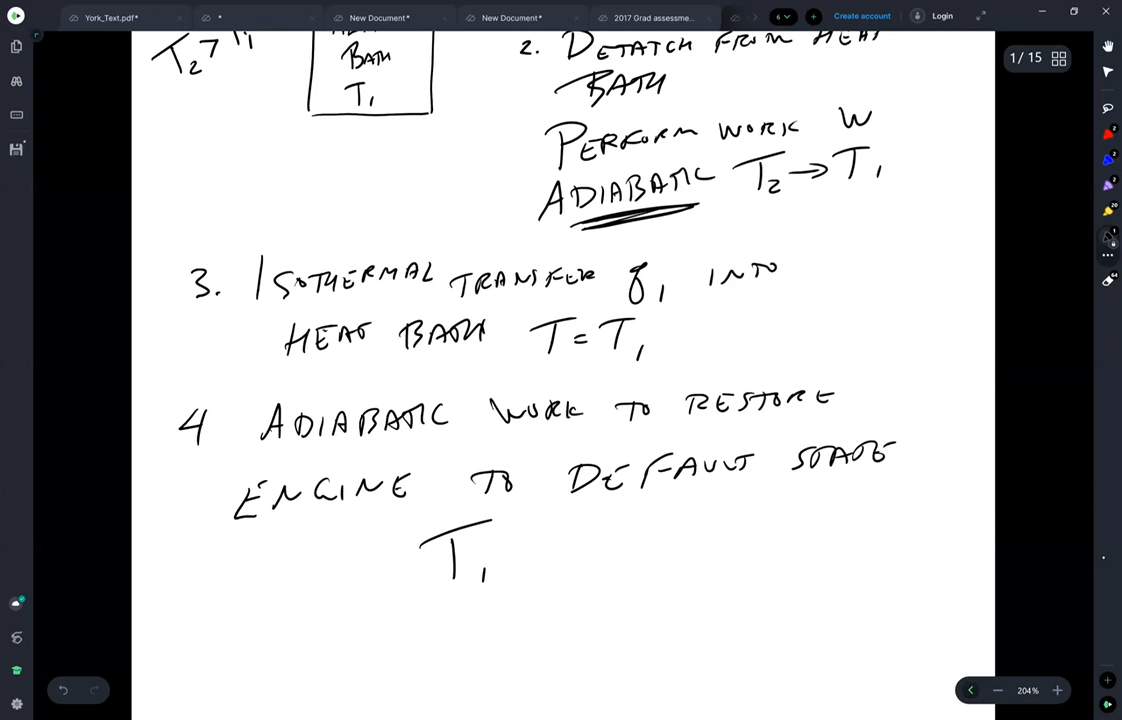 York_Text.pdf*
*
New Document*
New Document*
2017 Grad assessme...
6
Create account
Login
1 / 15
T2 > T1
BATH
T1
2. DETATCH FROM HEAT
BATH
PERFORM WORK W
ADIABATIC T2 → T1
3. ISOTHERMAL TRANSFER q1 INTO
HEAT BATH T = T1
4 ADIABATIC WORK TO RESTORE
ENGINE TO DEFAULT STATE
T1
204%